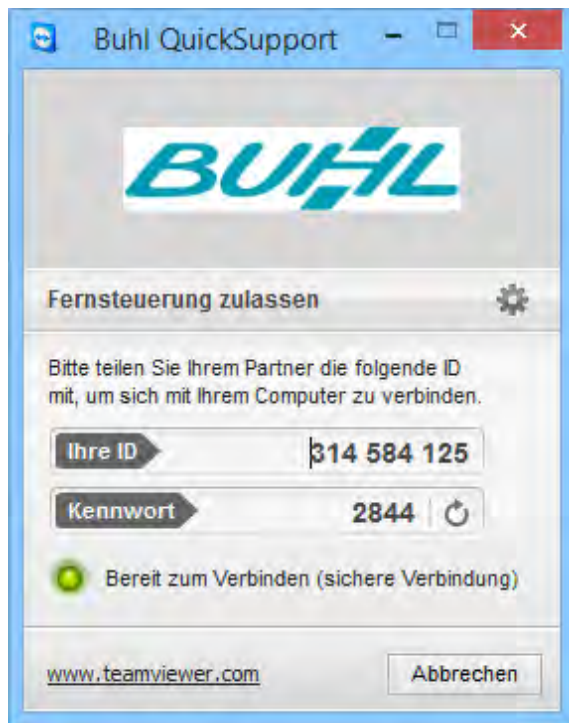 Buhl QuickSupport
BUHL
Fernsteuerung zulassen
Bitte teilen Sie Ihrem Partner die folgende ID
mit, um sich mit Ihrem Computer zu verbinden.
Ihre ID 314 584 125
Kennwort 2844
Bereit zum Verbinden (sichere Verbindung)
www.teamviewer.com Abbrechen